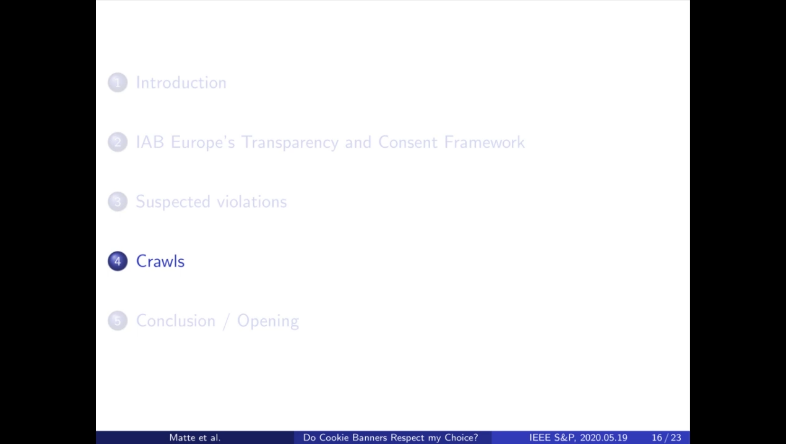 1 Introduction
2 IAB Europe's Transparency and Consent Framework
3 Suspected violations
4 Crawls
5 Conclusion / Opening
Matte et al. Do Cookie Banners Respect my Choice? IEEE S&P, 2020.05.19 16 / 23